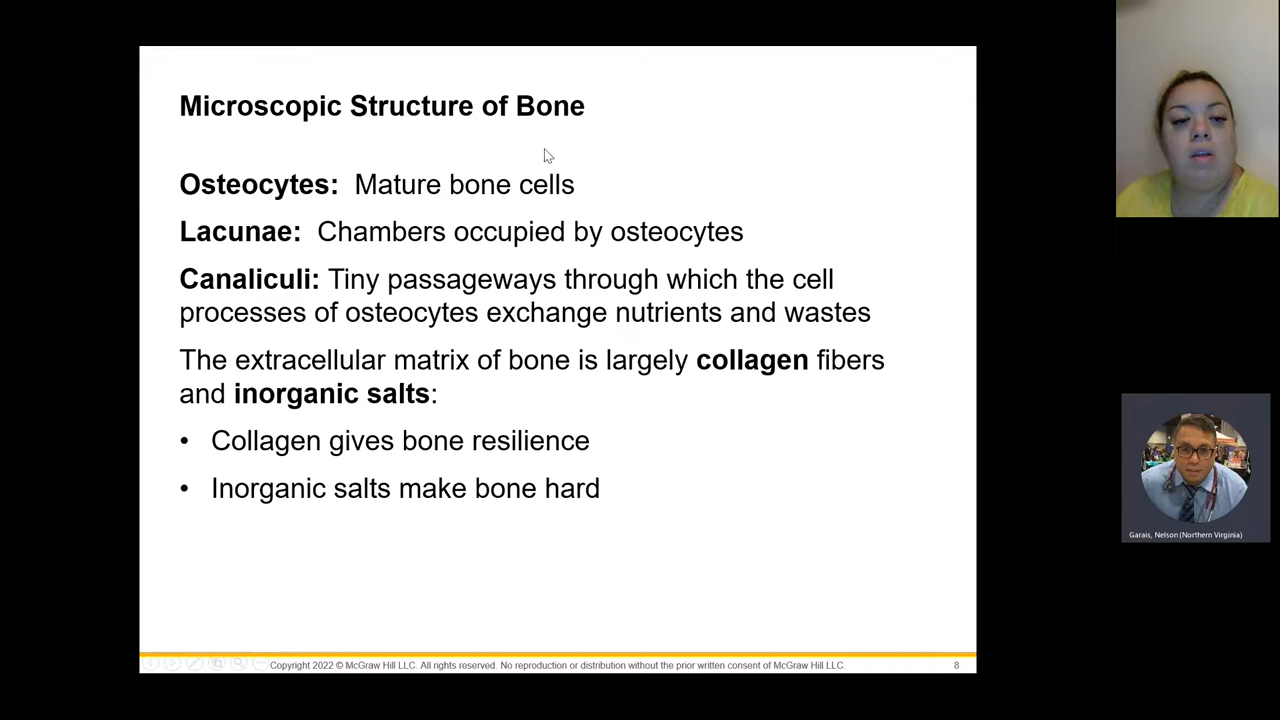 Microscopic Structure of Bone
Osteocytes: Mature bone cells
Lacunae: Chambers occupied by osteocytes
Canaliculi: Tiny passageways through which the cell
processes of osteocytes exchange nutrients and wastes
The extracellular matrix of bone is largely collagen fibers
and inorganic salts:
• Collagen gives bone resilience
• Inorganic salts make bone hard
Copyright 2022 © McGraw Hill LLC. All rights reserved. No reproduction or distribution without the prior written consent of McGraw Hill LLC.
8
Garais, Nelson (Northern Virginia)